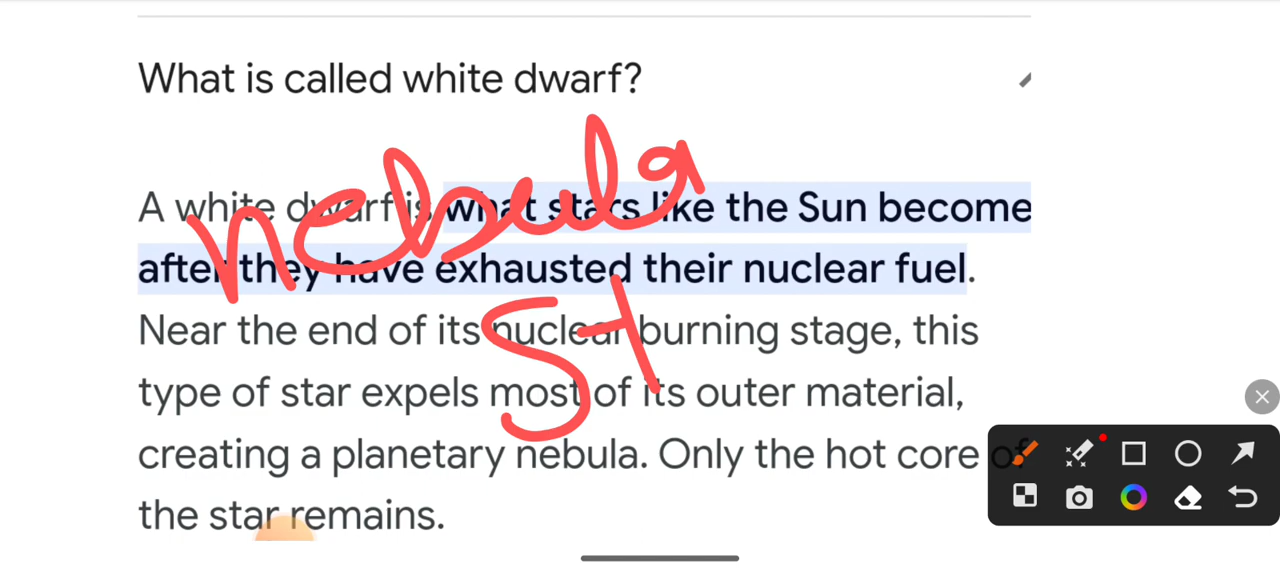 What is called white dwarf?
nebula
A white dwarf is what stars like the Sun become
after they have exhausted their nuclear fuel.
St
Near the end of its nuclear burning stage, this
type of star expels most of its outer material,
creating a planetary nebula. Only the hot core of
the star remains.